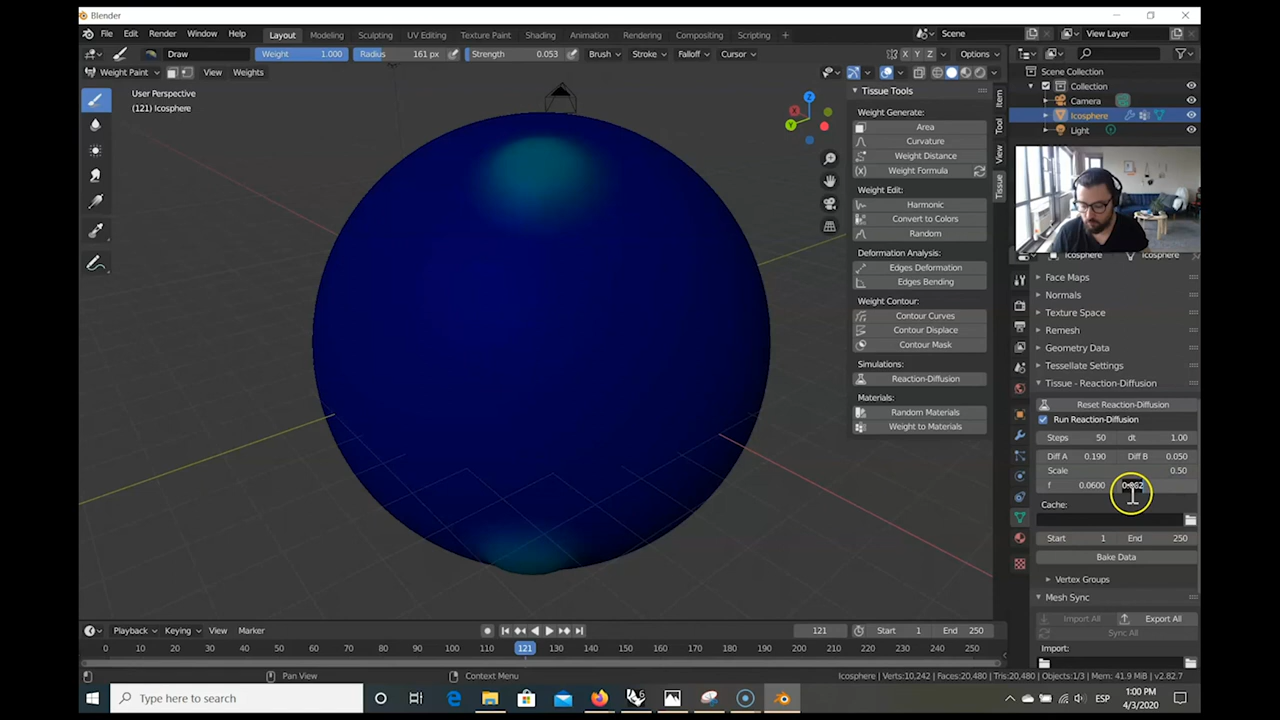 Blender
File Edit Render Window Help Layout Modeling Sculpting UV Editing Texture Paint Shading Animation Rendering Compositing Scripting + Scene View Layer
Draw Weight 1.000 Radius 161 px Strength 0.053 Brush Stroke Falloff Cursor X Y Z Options
Weight Paint View Weights
User Perspective
(121) Icosphere
Z
X
Y
Tissue Tools
Weight Generate:
Area
Curvature
Weight Distance
(x) Weight Formula
Weight Edit:
Harmonic
Convert to Colors
Random
Deformation Analysis:
Edges Deformation
Edges Bending
Weight Contour:
Contour Curves
Contour Displace
Contour Mask
Simulations:
Reaction-Diffusion
Materials:
Random Materials
Weight to Materials
Item
Tool
View
Tissue
Scene Collection
Collection
Camera
Icosphere
Light
Icosphere Icosphere
Face Maps
Normals
Texture Space
Remesh
Geometry Data
Tessellate Settings
Tissue - Reaction-Diffusion
Reset Reaction-Diffusion
Run Reaction-Diffusion
Steps 50 dt 1.00
Diff A 0.190 Diff B 0.050
Scale 0.50
f 0.0600
Cache:
Start 1 End 250
Bake Data
Vertex Groups
Mesh Sync
Import All Export All
Sync All
Import:
Playback Keying View Marker 121 Start 1 End 250
0 10 20 30 40 50 60 70 80 90 100 110 121 130 140 150 160 170 180 190 200 210 220 230 240 250
Pan View Context Menu Icosphere | Verts:10,242 | Faces:20,480 | Tris:20,480 | Objects:1/3 | Mem: 41.9 MiB | v2.82.7
Type here to search ESP 1:00 PM
4/3/2020